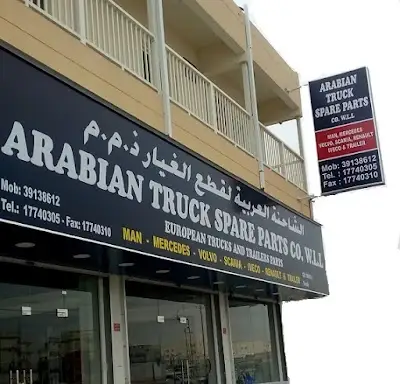 الشاحنة العربية لقطع الغيار ذ.م.م
ARABIAN TRUCK SPARE PARTS CO. W.L.L
EUROPEAN TRUCKS AND TRAILERS PARTS
Mob: 39138612
Tel.: 17740305 - Fax: 17740310
MAN - MERCEDES - VOLVO - SCANIA - IVECO - RENAULT & TRAILER
ARABIAN
TRUCK
SPARE PARTS
CO. W.L.L
MAN, MERCEDES
VOLVO, SCANIA, RENAULT
IVECO & TRAILER
Mob: 39138612
Tel. : 17740305
Fax : 17740310